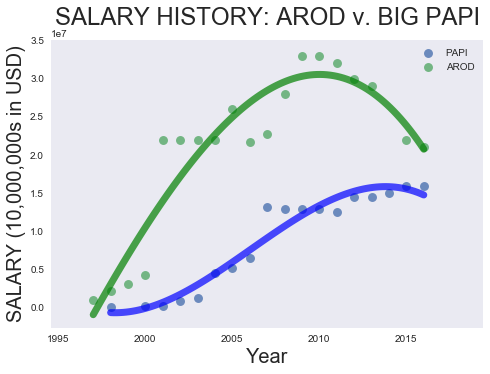 SALARY HISTORY: AROD v. BIG PAPI
1e7
3.5
3.0
2.5
2.0
1.5
1.0
0.5
0.0
SALARY (10,000,000s in USD)
PAPI
AROD
1995
2000
2005
2010
2015
Year